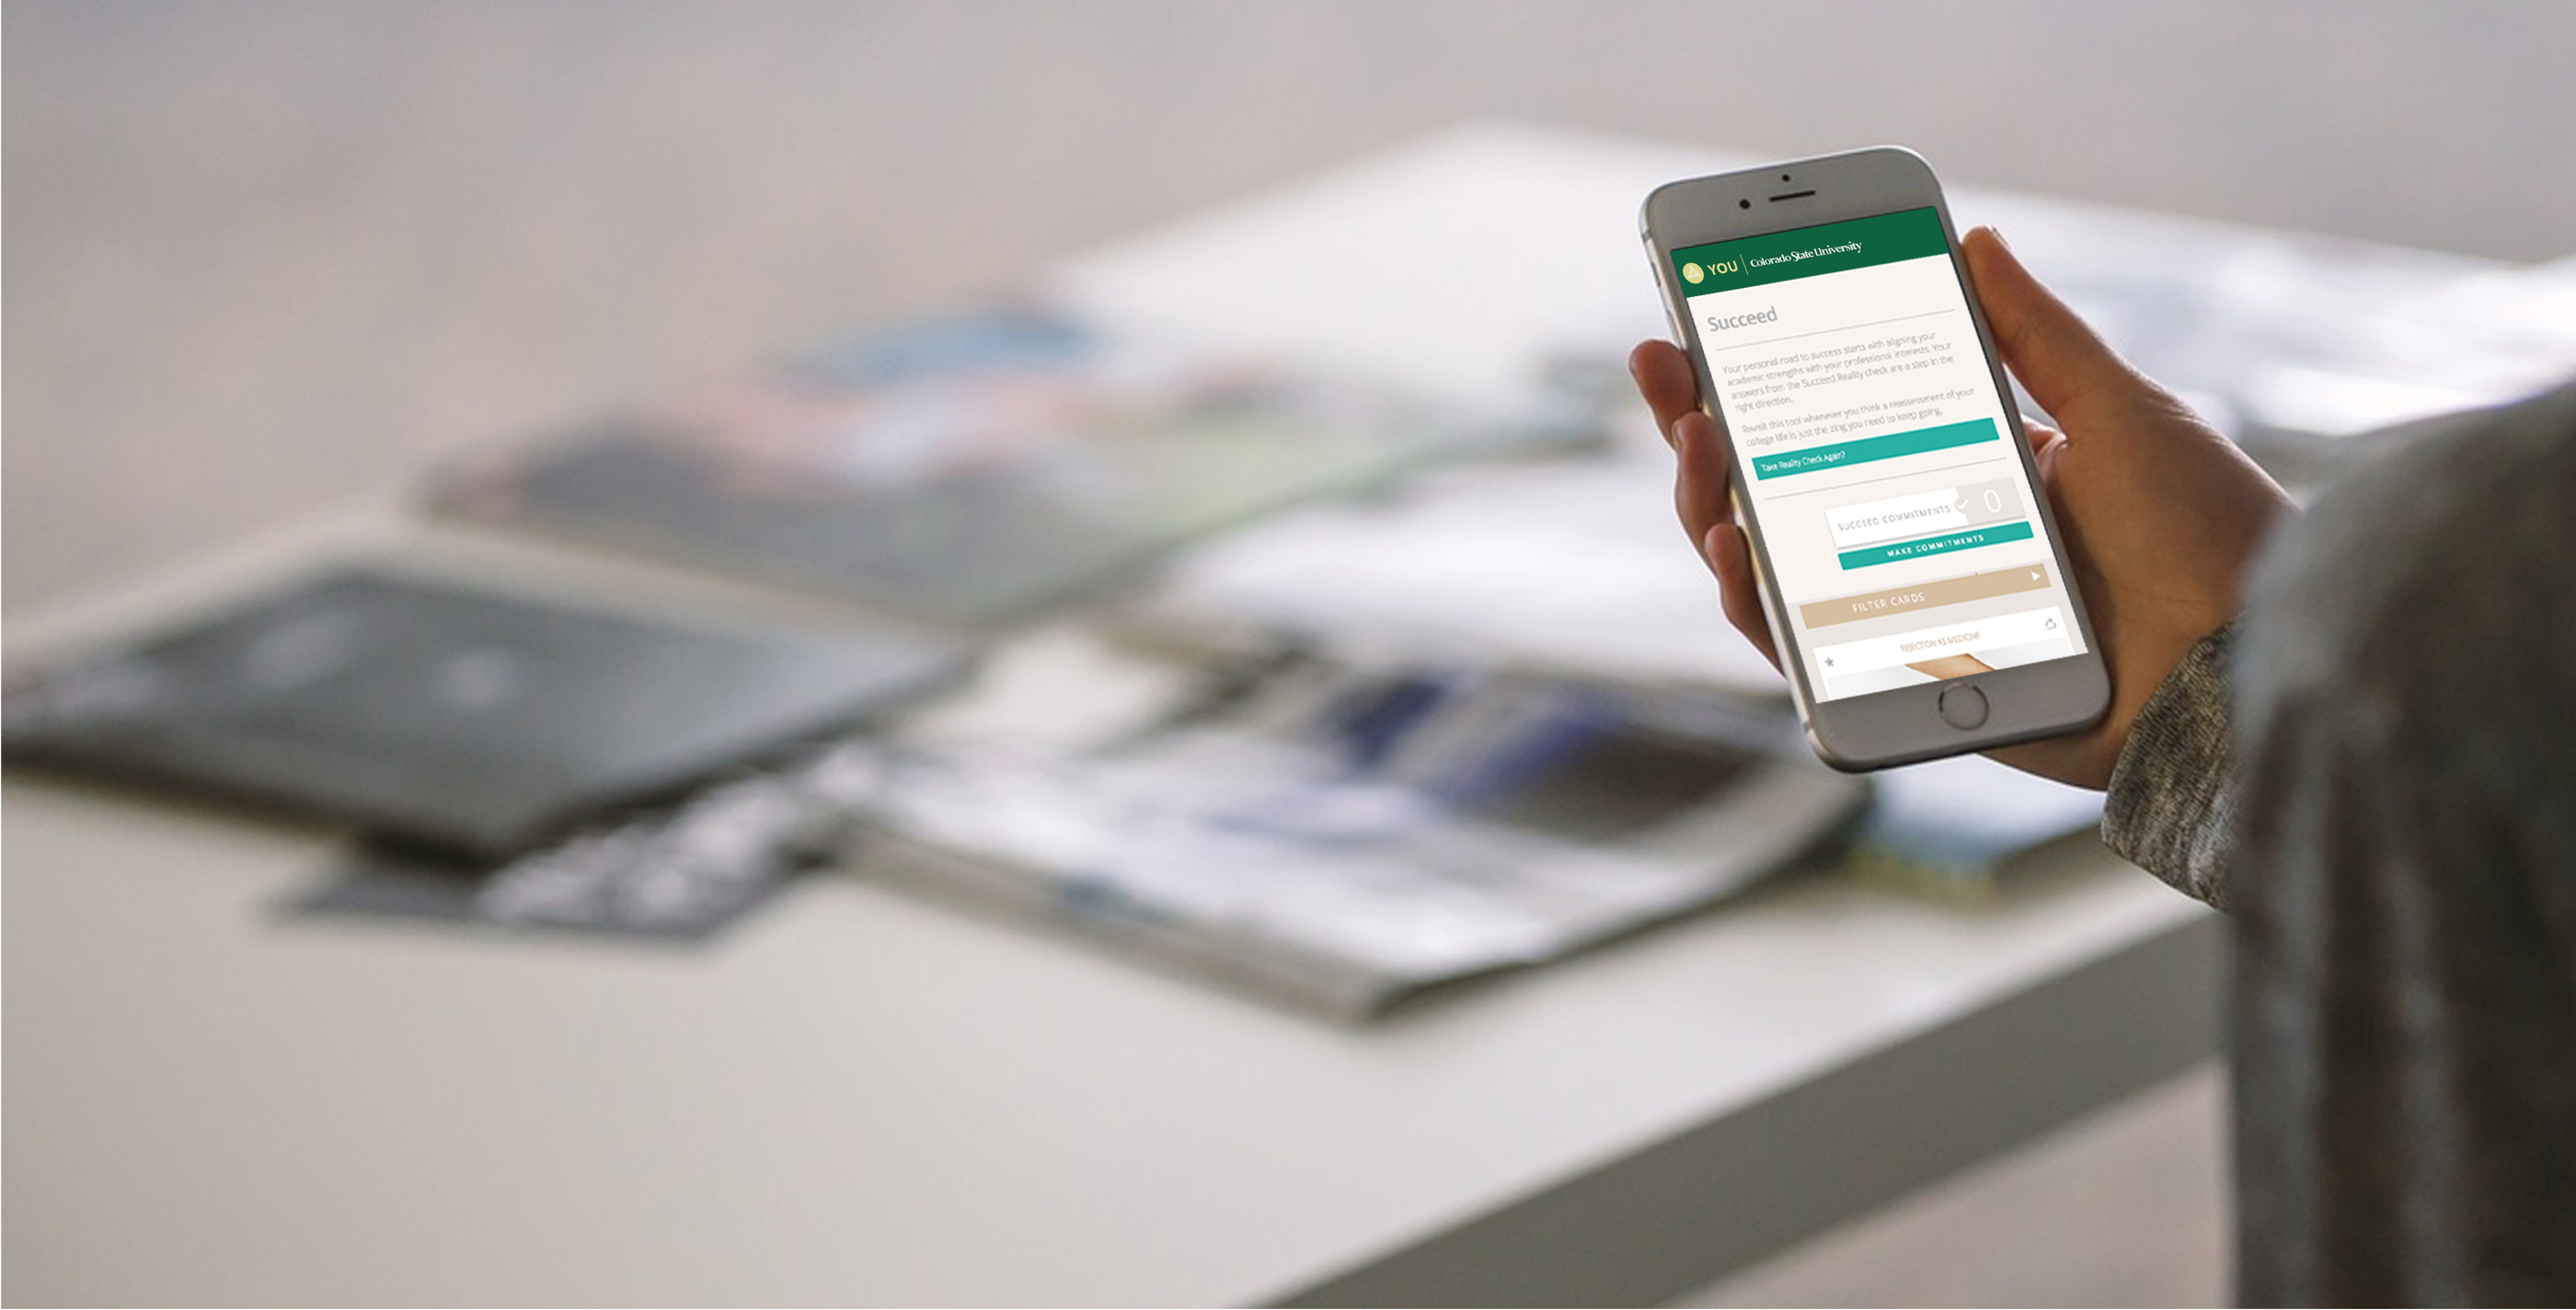 YOU | Colorado State University
Succeed
Your personal road to success starts with aligning your
academic strengths with your professional interests. Your
answers from the Succeed Reality check are a step in the
right direction.
Revisit this tool whenever you think a reassessment of your
college life is just the zing you need to keep going.
Take Reality Check Again?
SUCCEED COMMITMENTS 0
MAKE COMMITMENTS
FILTER CARDS
REJECTION AS MEDICINE